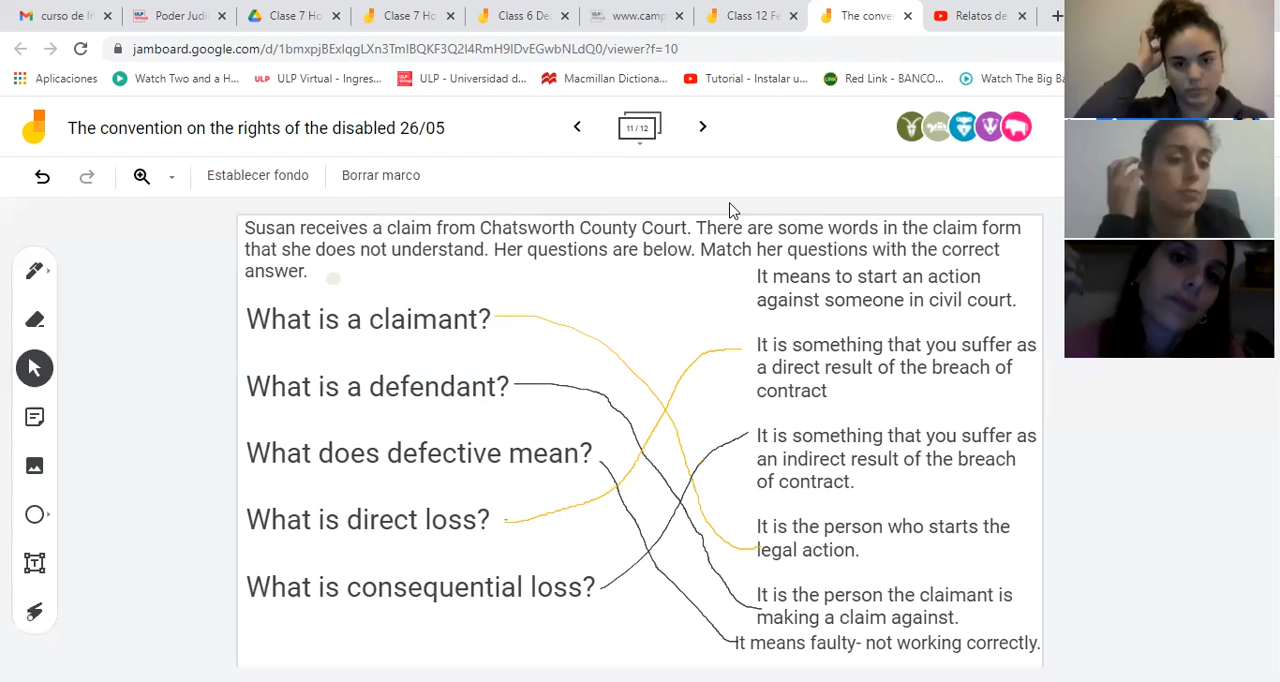 curso de In
Poder Judi
Clase 7 Ho
Clase 7 Ho
Class 6 De
www.camp
Class 12 Fe
The conve
Relatos de
jamboard.google.com/d/1bmxpjBExlqgLXn3TmlBQKF3Q2l4RmH9lDvEGwbNLdQ0/viewer?f=10
Aplicaciones
Watch Two and a H...
ULP Virtual - Ingres...
ULP - Universidad d...
Macmillan Dictiona...
Tutorial - Instalar u...
Red Link - BANCO...
Watch The Big Ba
The convention on the rights of the disabled 26/05
11 / 12
Establecer fondo
Borrar marco
Susan receives a claim from Chatsworth County Court. There are some words in the claim form
that she does not understand. Her questions are below. Match her questions with the correct
answer.
What is a claimant?
What is a defendant?
What does defective mean?
What is direct loss?
What is consequential loss?
It means to start an action
against someone in civil court.
It is something that you suffer as
a direct result of the breach of
contract
It is something that you suffer as
an indirect result of the breach
of contract.
It is the person who starts the
legal action.
It is the person the claimant is
making a claim against.
It means faulty- not working correctly.